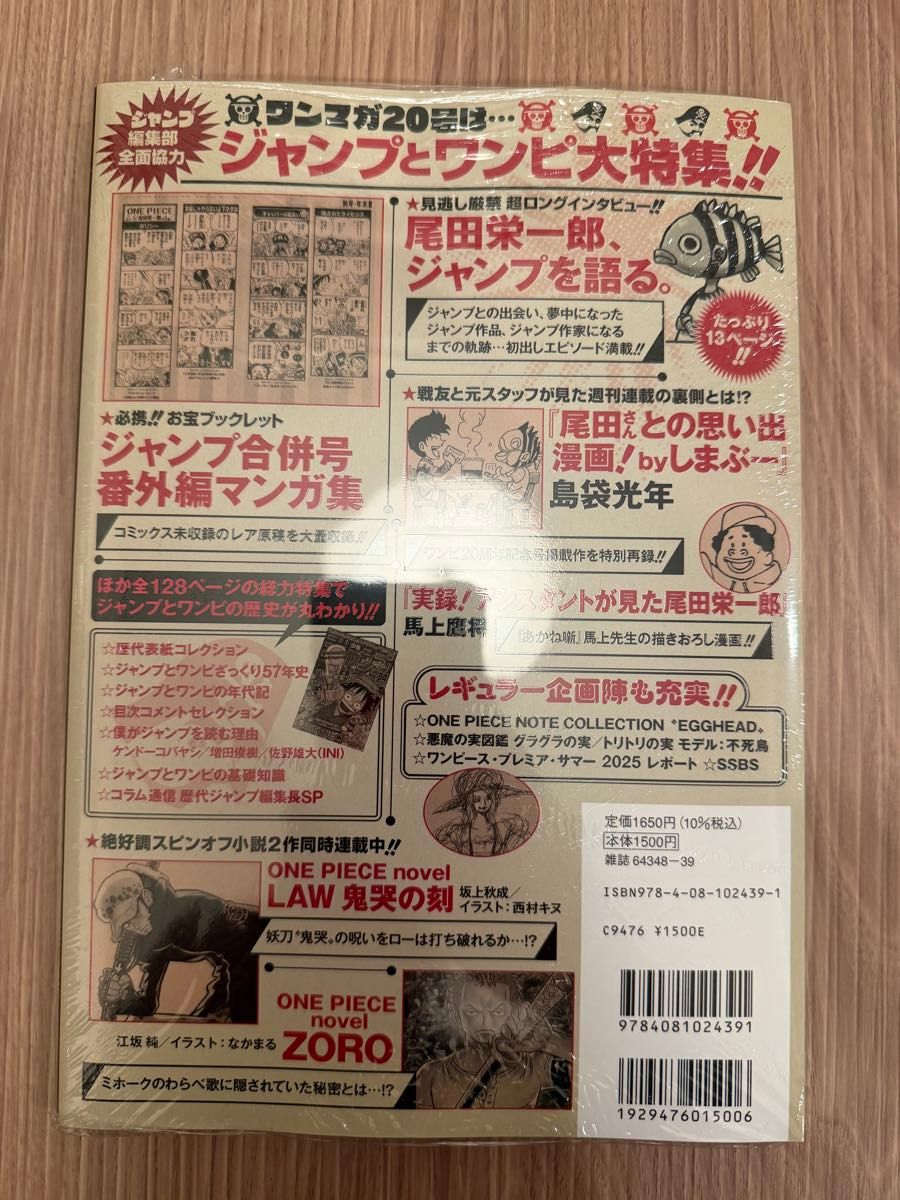 ジャンプ
編集部
全面協力
ワンマガ20号は…
ジャンプとワンピ大特集!!
ONE PIECE
★必携!! お宝ブックレット
ジャンプ合併号
番外編マンガ集
コミックス未収録のレア原稿を大量収録!!
★見逃し厳禁 超ロングインタビュー!!
尾田栄一郎、
ジャンプを語る。
ジャンプとの出会い、夢中になった
ジャンプ作品、ジャンプ作家になる
までの軌跡…初出しエピソード満載!!
たっぷり
13ページ
!!
★戦友と元スタッフが見た週刊連載の裏側とは!?
『尾田さんとの思い出
漫画!byしまぶー』
島袋光年
ワンピ20周年記念号掲載作を特別再録!!
『実録!アシスタントが見た尾田栄一郎』
馬上鷹将
『あかね噺』馬上先生の描きおろし漫画!!
ほか全128ページの総力特集で
ジャンプとワンピの歴史が丸わかり!!
☆歴代表紙コレクション
☆ジャンプとワンピざっくり57年史
☆ジャンプとワンピの年代記
☆目次コメントセレクション
☆僕がジャンプを読む理由
ケンドーコバヤシ/増田俊樹/佐野雄大(INI)
☆ジャンプとワンピの基礎知識
☆コラム通信 歴代ジャンプ編集長SP
レギュラー企画陣も充実!!
☆ONE PIECE NOTE COLLECTION “EGGHEAD”
☆悪魔の実図鑑 グラグラの実/トリトリの実 モデル:不死鳥
☆ワンピース・プレミア・サマー 2025 レポート ☆SSBS
★絶好調スピンオフ小説2作同時連載中!!
ONE PIECE novel
LAW 鬼哭の刻
坂上秋成/
イラスト:西村キヌ
妖刀“鬼哭”の呪いをローは打ち破れるか…!?
ONE PIECE
novel
ZORO
江坂 純/イラスト:なかまる
ミホークのわらべ歌に隠されていた秘密とは…!?
定価1650円(10%税込)
本体1500円
雑誌 64348-39
ISBN978-4-08-102439-1
C9476 ¥1500E
9784081024391
1929476015006